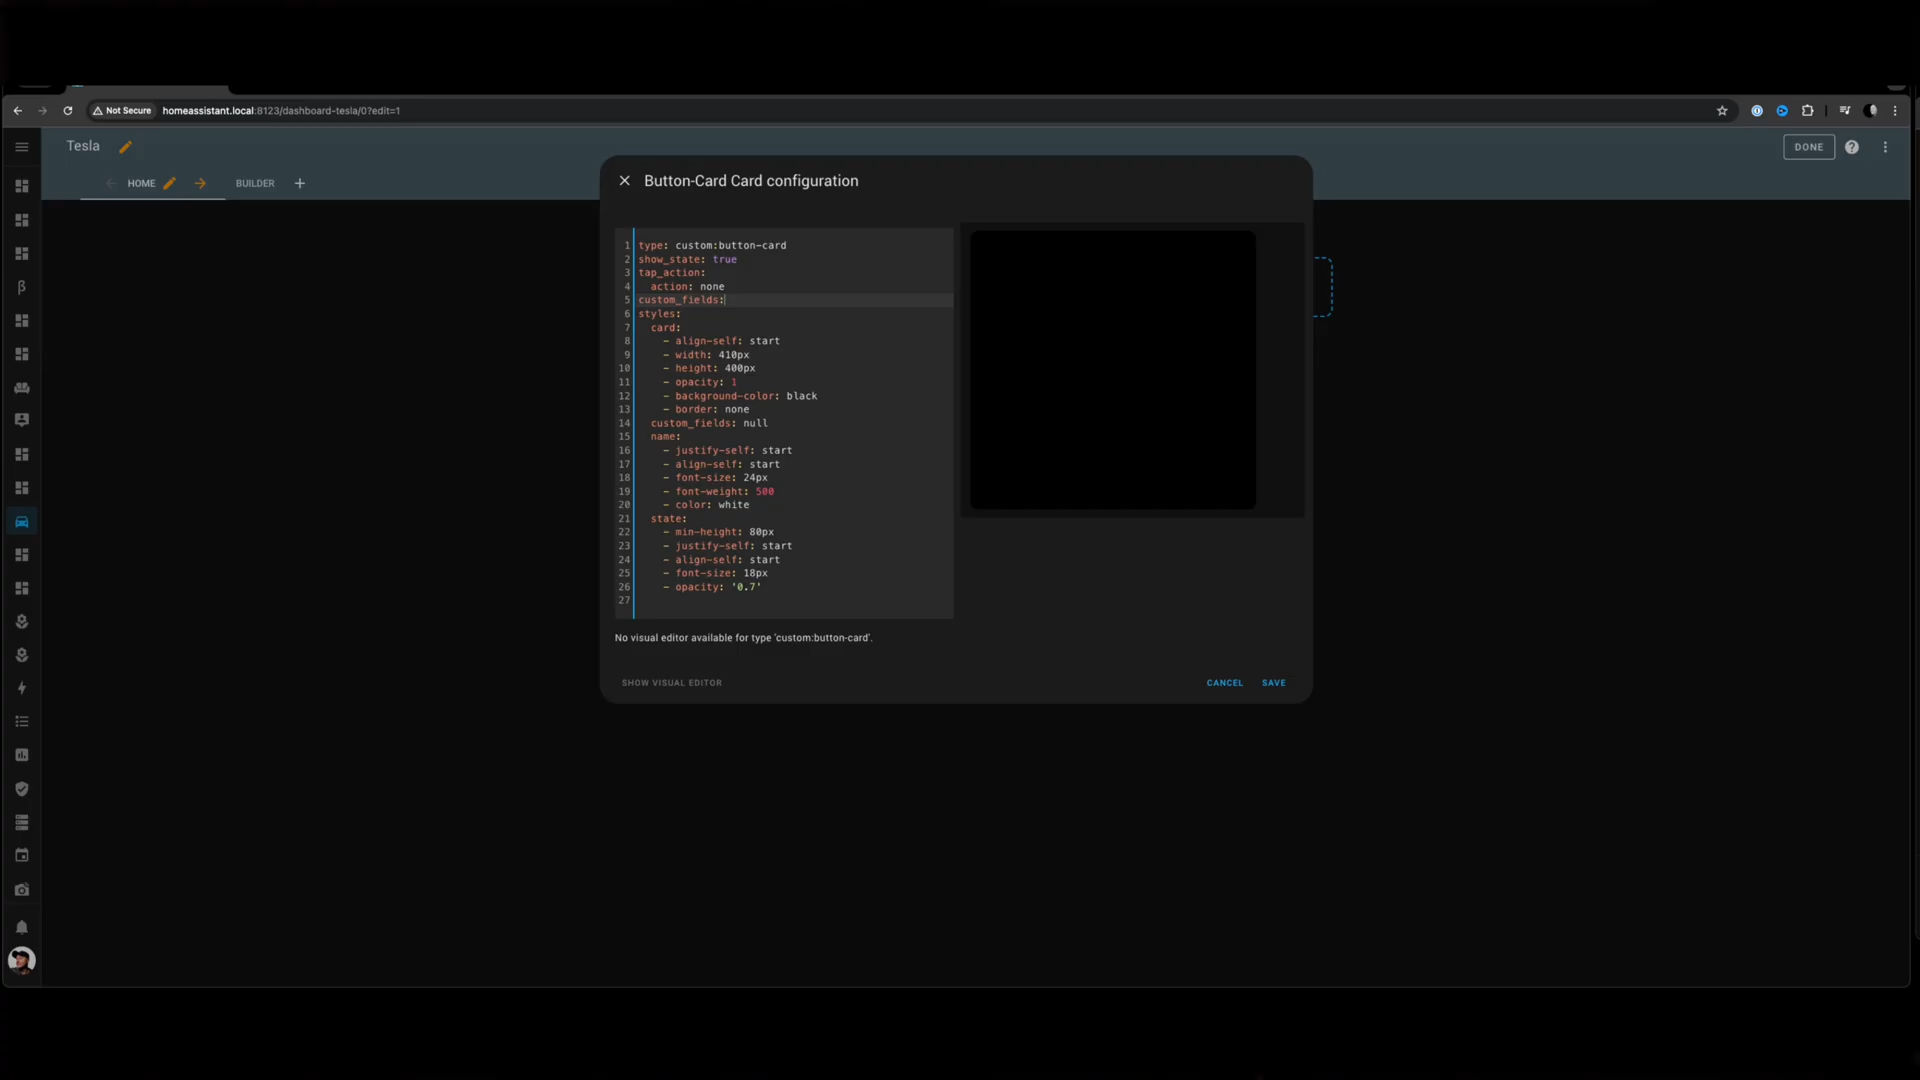 Not Secure homeassistant.local:8123/dashboard-tesla/0?edit=1
Tesla
DONE
HOME
BUILDER
Button-Card Card configuration
1 type: custom:button-card
2 show_state: true
3 tap_action:
4 action: none
5 custom_fields:
6 styles:
7 card:
8 - align-self: start
9 - width: 410px
10 - height: 400px
11 - opacity: 1
12 - background-color: black
13 - border: none
14 custom_fields: null
15 name:
16 - justify-self: start
17 - align-self: start
18 - font-size: 24px
19 - font-weight: 500
20 - color: white
21 state:
22 - min-height: 80px
23 - justify-self: start
24 - align-self: start
25 - font-size: 18px
26 - opacity: '0.7'
27
No visual editor available for type 'custom:button-card'.
SHOW VISUAL EDITOR
CANCEL
SAVE